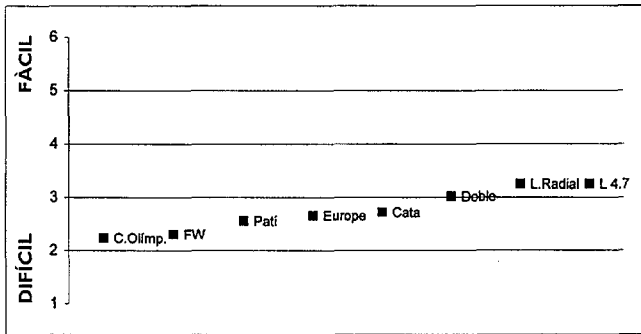 FÀCIL
DIFÍCIL
6
5
4
3
2
1
C.Olímp.
FW
Patí
Europe
Cata
Doble
L.Radial
L 4.7